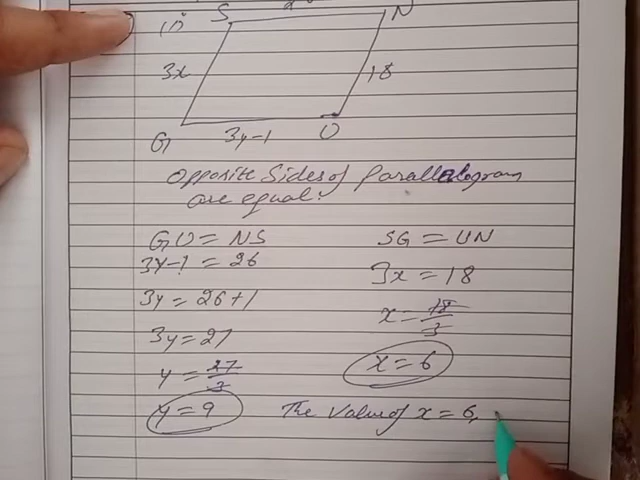 (i)
S
N
3x
18
G
3y-1
U
Opposite Sides of Parallelogram
are equal.
GU = NS
3y-1 = 26
3y = 26+1
3y = 27
y = 27/3
y = 9
SG = UN
3x = 18
x = 18/3
x = 6
The Value of x = 6,